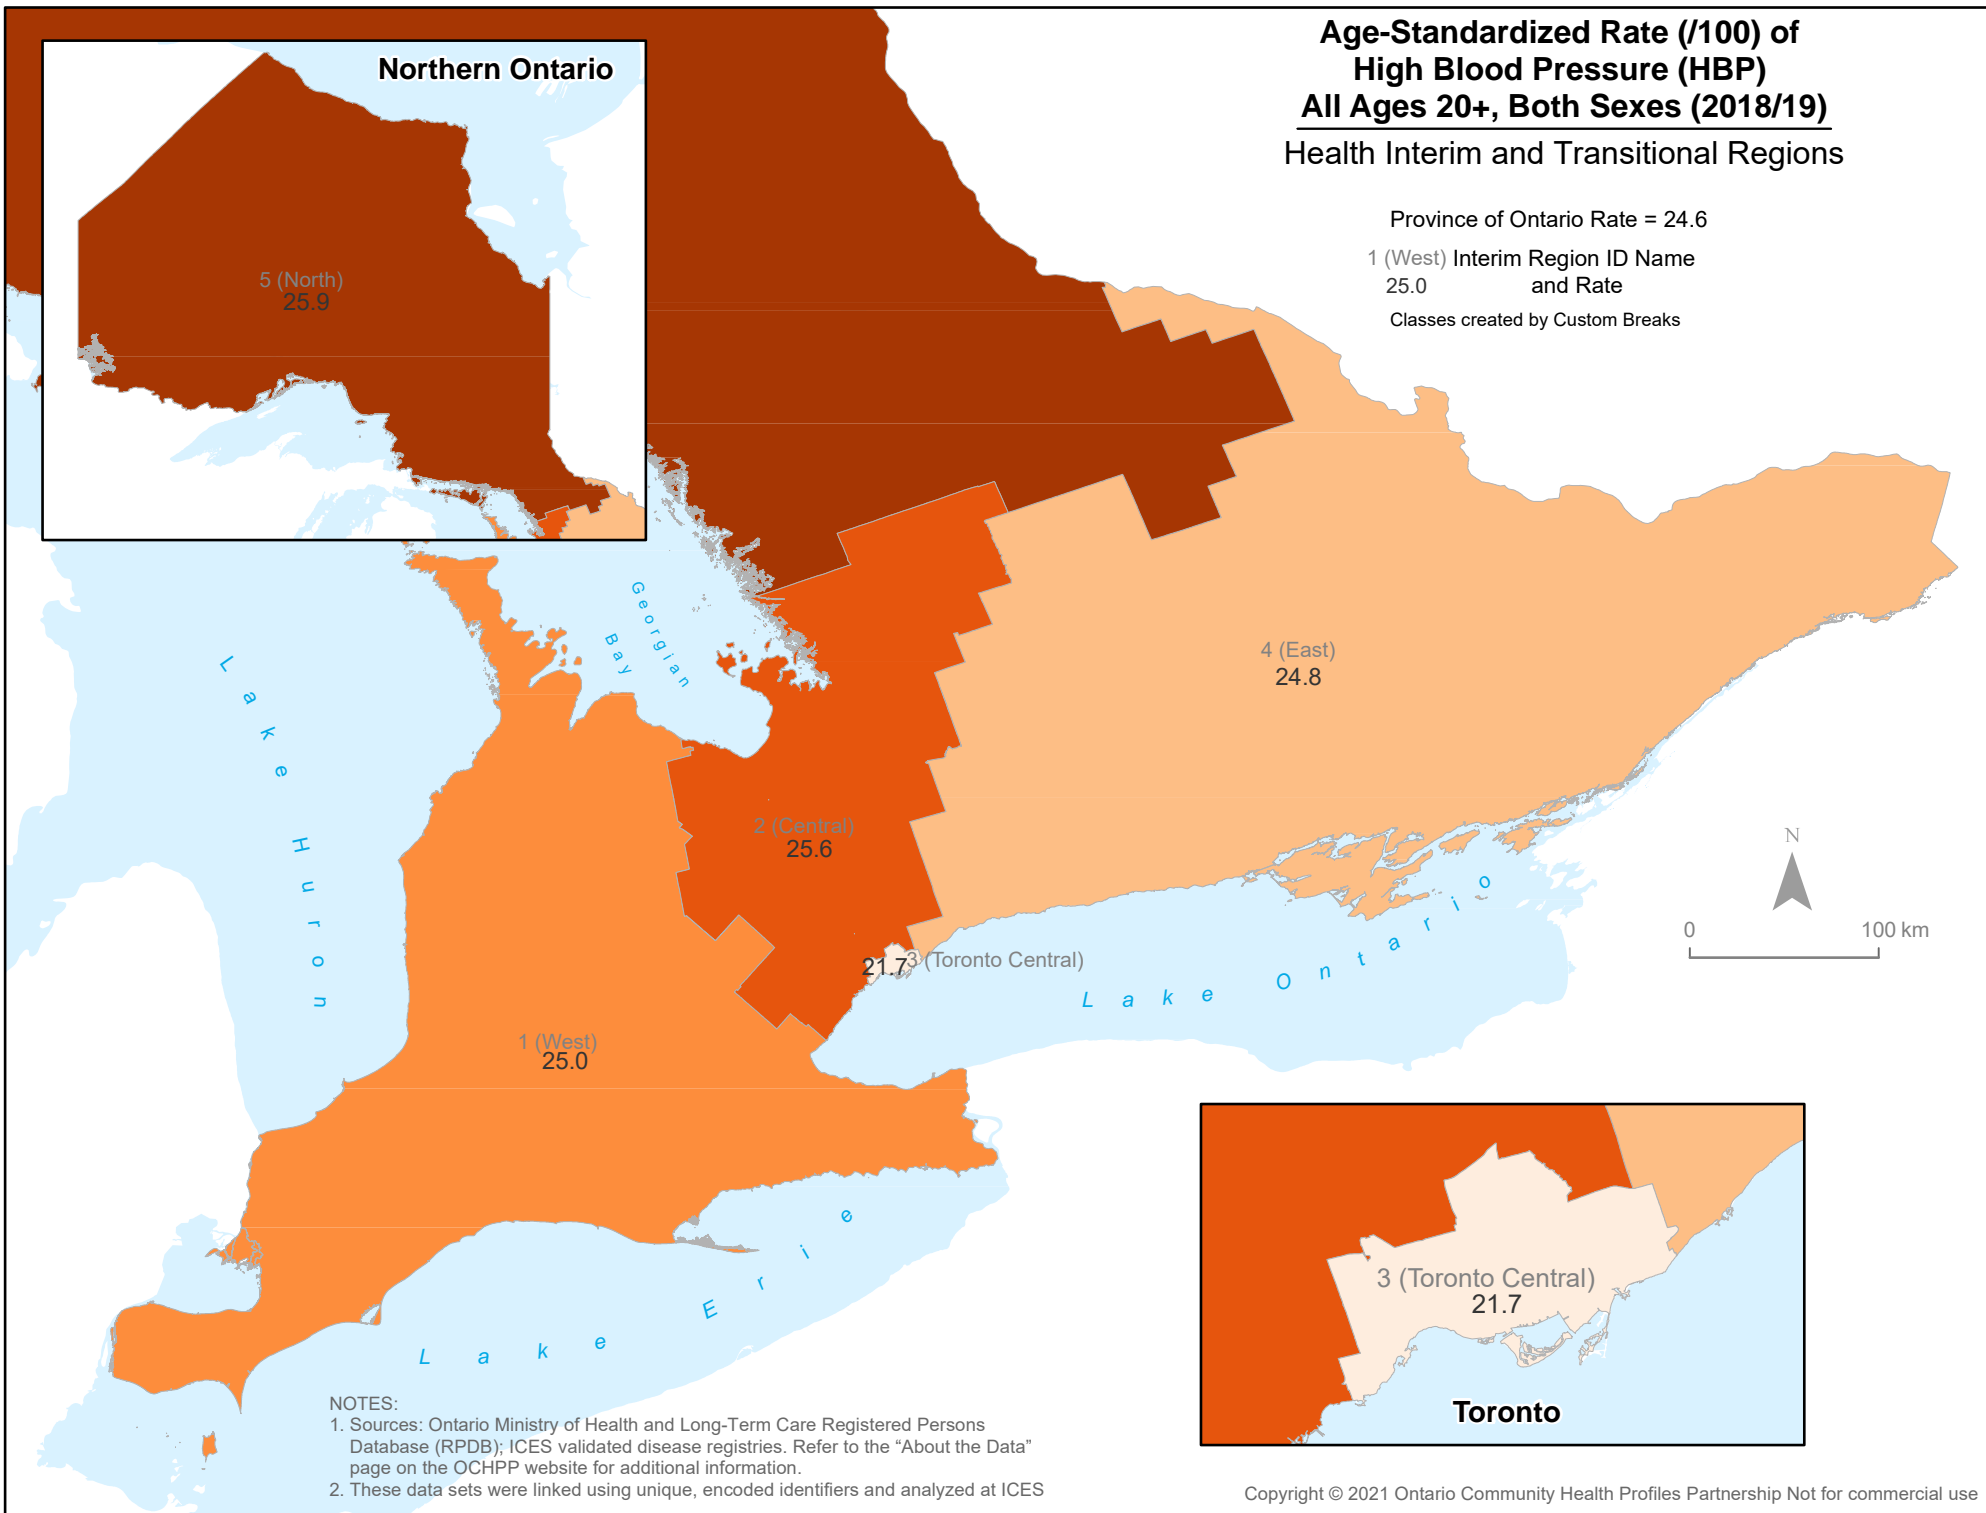 Age-Standardized Rate (/100) of
High Blood Pressure (HBP)
All Ages 20+, Both Sexes (2018/19)
Health Interim and Transitional Regions
Province of Ontario Rate = 24.6
1 (West) Interim Region ID Name
25.0 and Rate
Classes created by Custom Breaks
Northern Ontario
5 (North)
25.9
Georgian
Bay
Lake Huron
4 (East)
24.8
2 (Central)
25.6
N
0 100 km
21.7 3 (Toronto Central)
Lake Ontario
1 (West)
25.0
Lake Erie
3 (Toronto Central)
21.7
Toronto
NOTES:
1. Sources: Ontario Ministry of Health and Long-Term Care Registered Persons
Database (RPDB); ICES validated disease registries. Refer to the “About the Data”
page on the OCHPP website for additional information.
2. These data sets were linked using unique, encoded identifiers and analyzed at ICES
Copyright © 2021 Ontario Community Health Profiles Partnership Not for commercial use